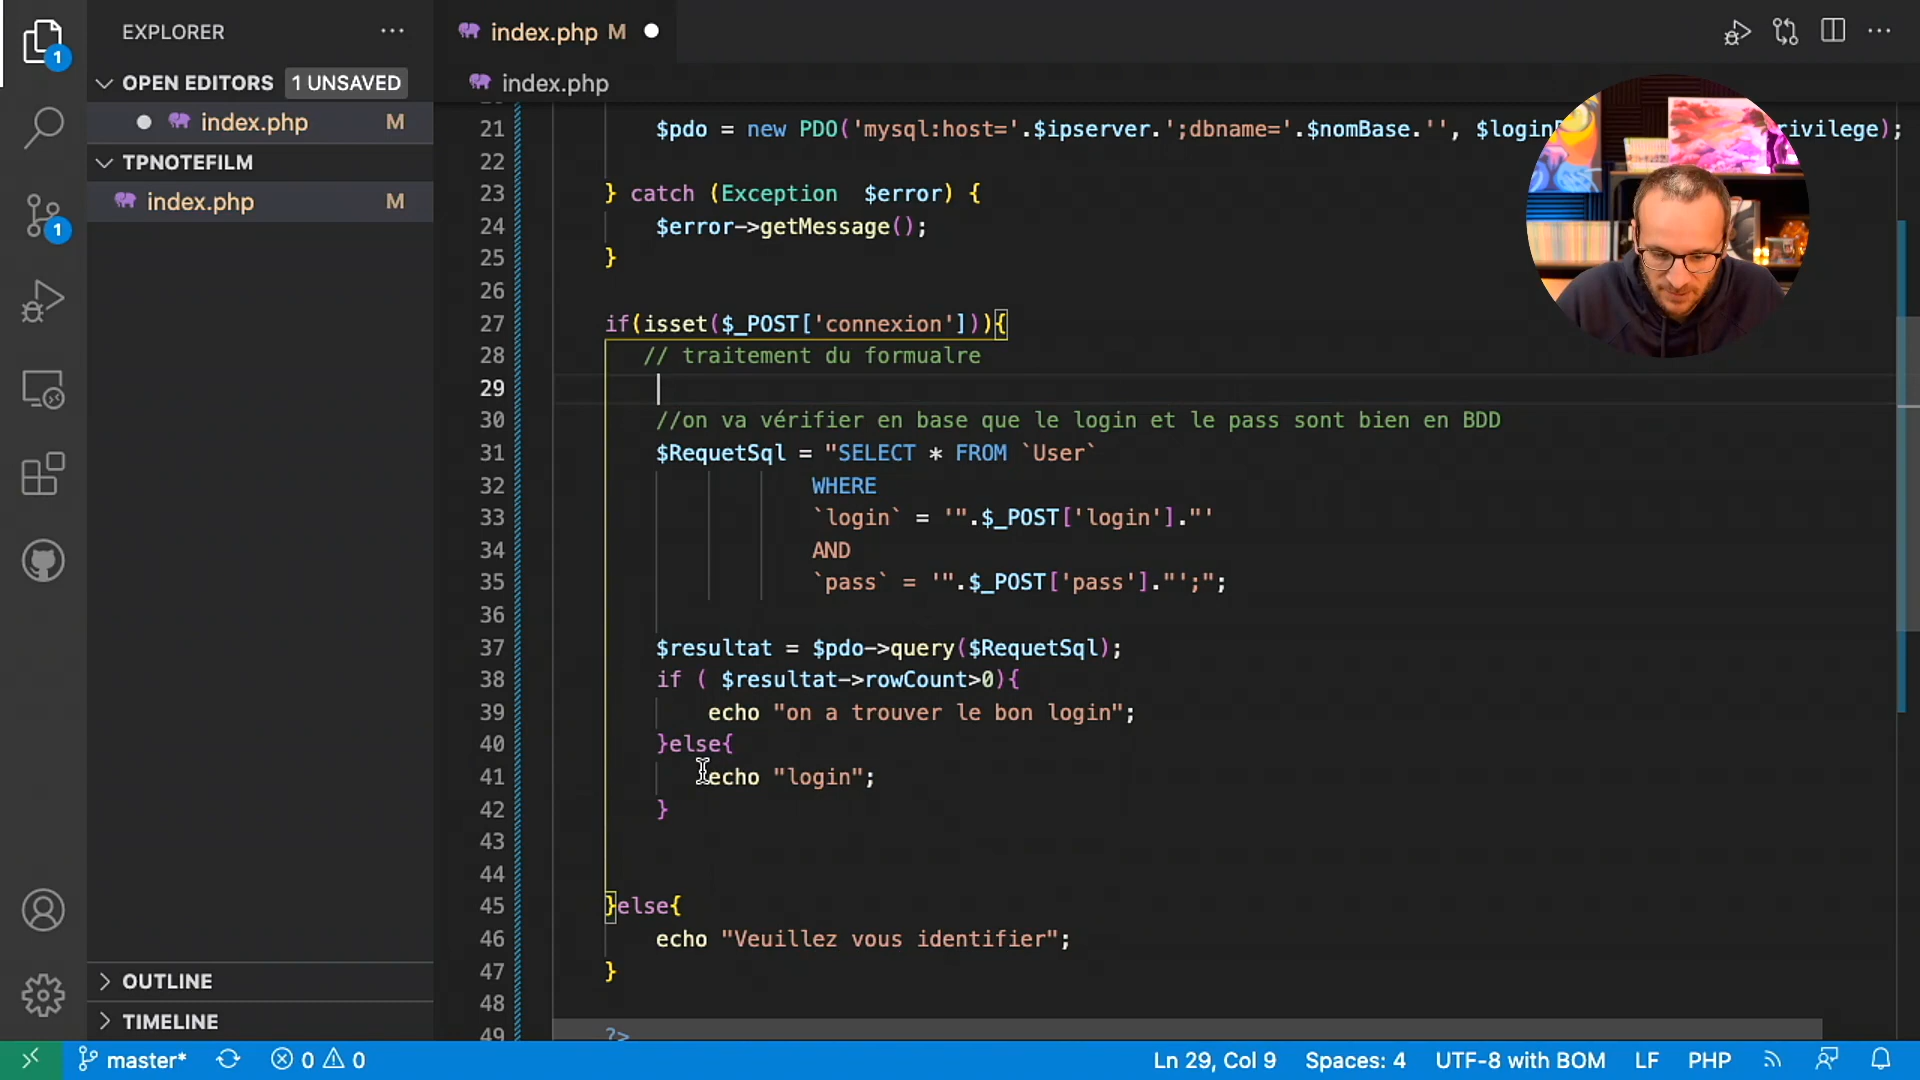 EXPLORER
index.php M
OPEN EDITORS 1 UNSAVED
index.php M
TPNOTEFILM
index.php M
OUTLINE
TIMELINE
index.php
21 $pdo = new PDO('mysql:host='.$ipserver.';dbname='.$nomBase.'', $login rivilege);
22
23 } catch (Exception  $error) {
24 $error->getMessage();
25 }
26
27 if(isset($_POST['connexion'])){
28 // traitement du formualre
29
30 //on va vérifier en base que le login et le pass sont bien en BDD
31 $RequetSql = "SELECT * FROM `User`
32 WHERE
33 `login` = '".$_POST['login']."'
34 AND
35 `pass` = '".$_POST['pass']."';";
36
37 $resultat = $pdo->query($RequetSql);
38 if ( $resultat->rowCount>0){
39 echo "on a trouver le bon login";
40 }else{
41 echo "login";
42 }
43
44
45 }else{
46 echo "Veuillez vous identifier";
47 }
48
49 ?>
1
1
master* 0 0 Ln 29, Col 9 Spaces: 4 UTF-8 with BOM LF PHP